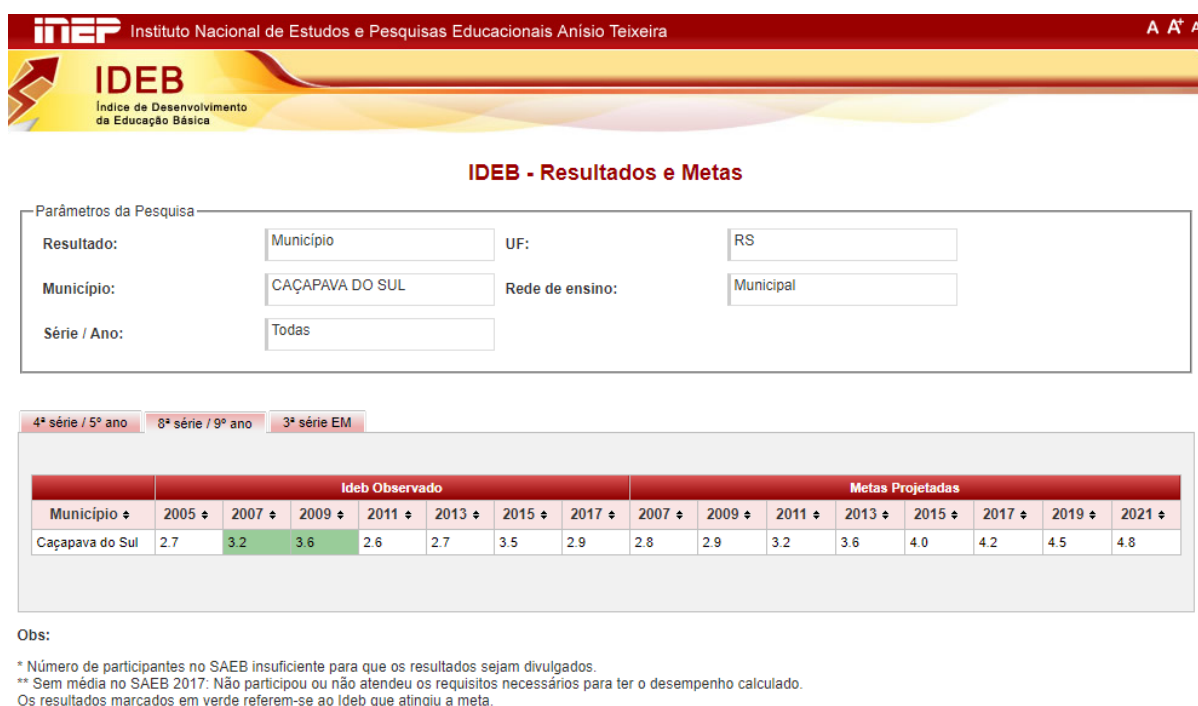 INEP Instituto Nacional de Estudos e Pesquisas Educacionais Anísio Teixeira A A+ A
IDEB
Índice de Desenvolvimento
da Educação Básica
IDEB - Resultados e Metas
Parâmetros da Pesquisa
Resultado: Município UF: RS
Município: CAÇAPAVA DO SUL Rede de ensino: Municipal
Série / Ano: Todas
4ª série / 5º ano 8ª série / 9º ano 3ª série EM
Ideb Observado Metas Projetadas
Município 2005 2007 2009 2011 2013 2015 2017 2007 2009 2011 2013 2015 2017 2019 2021
Caçapava do Sul 2.7 3.2 3.6 2.6 2.7 3.5 2.9 2.8 2.9 3.2 3.6 4.0 4.2 4.5 4.8
Obs:
* Número de participantes no SAEB insuficiente para que os resultados sejam divulgados.
** Sem média no SAEB 2017: Não participou ou não atendeu os requisitos necessários para ter o desempenho calculado.
Os resultados marcados em verde referem-se ao Ideb que atingiu a meta.